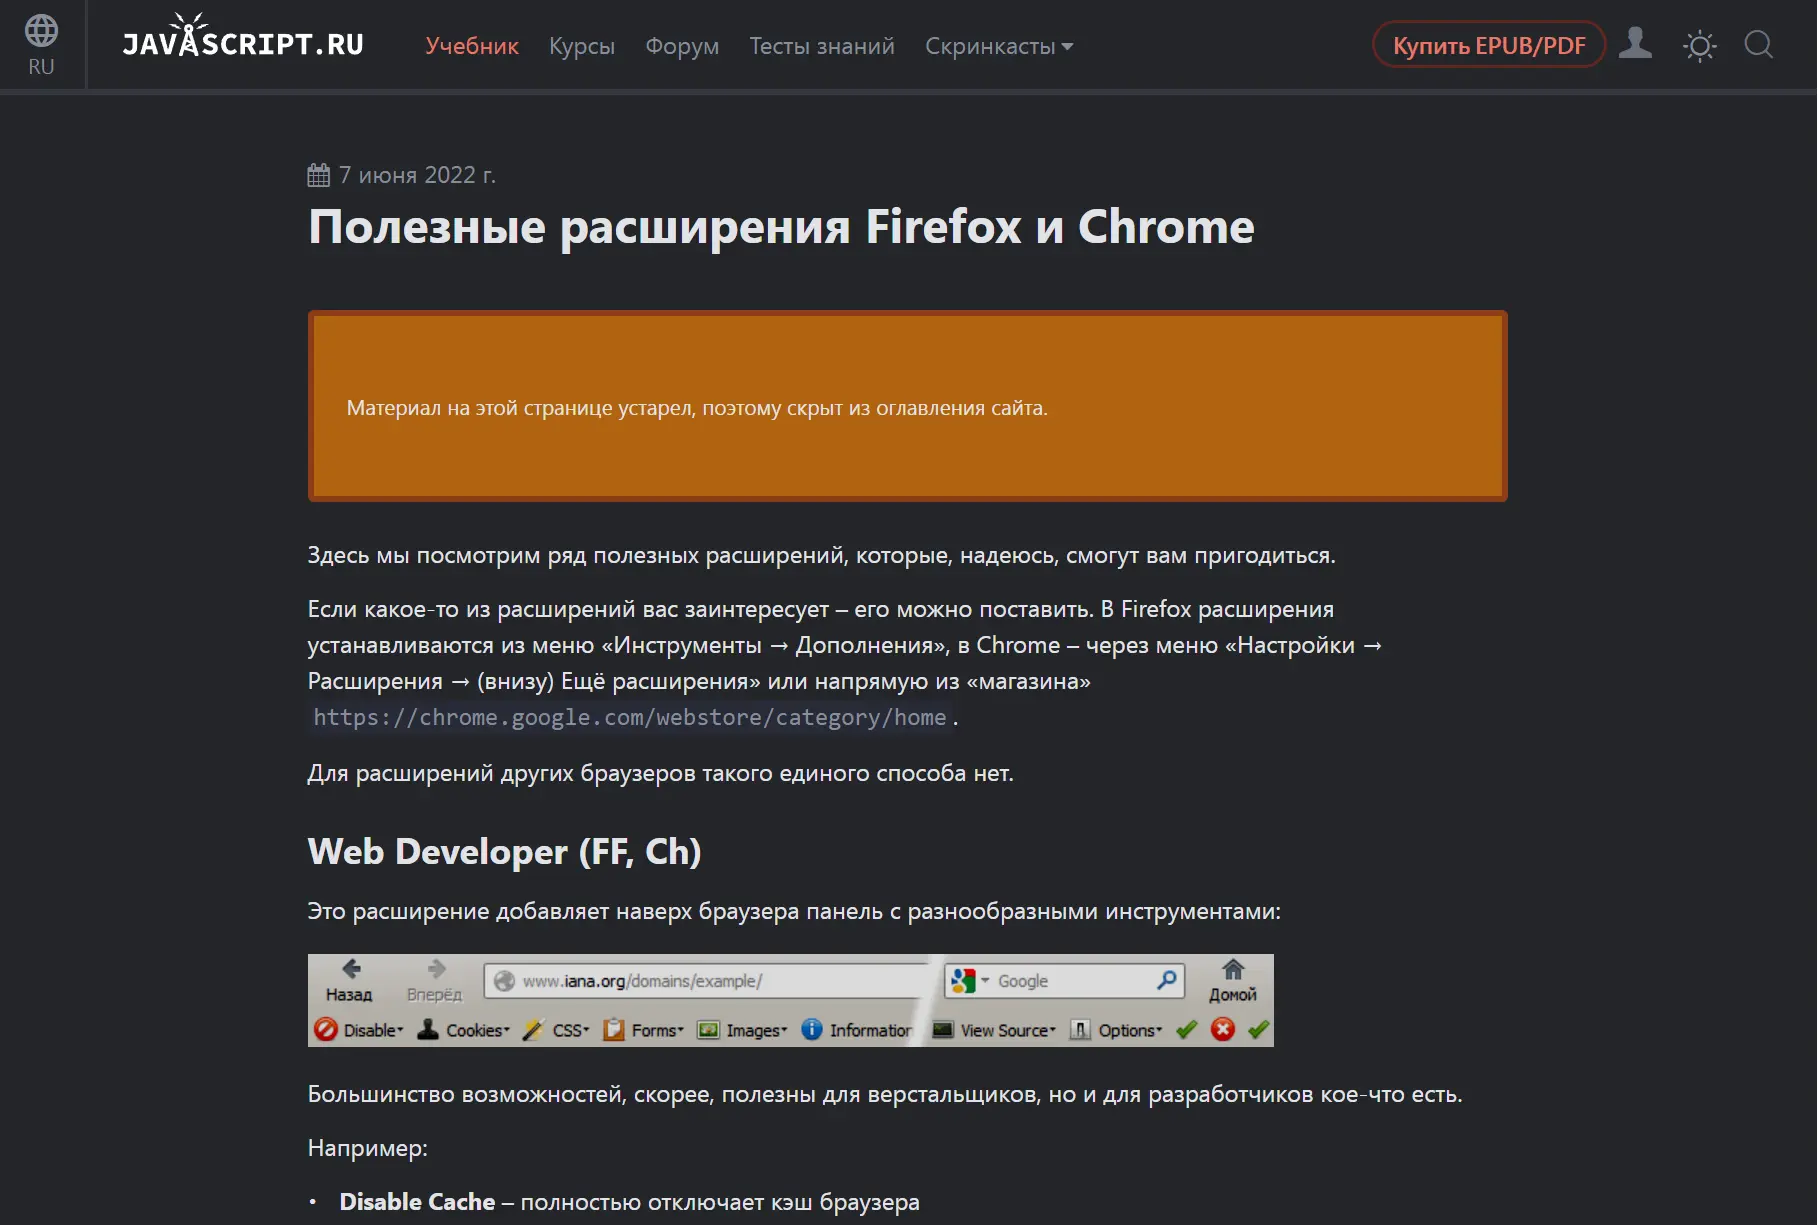 RU
JAVASCRIPT.RU
Учебник Курсы Форум Тесты знаний Скринкасты
Купить EPUB/PDF
7 июня 2022 г.
Полезные расширения Firefox и Chrome
Материал на этой странице устарел, поэтому скрыт из оглавления сайта.
Здесь мы посмотрим ряд полезных расширений, которые, надеюсь, смогут вам пригодиться.
Если какое-то из расширений вас заинтересует – его можно поставить. В Firefox расширения
устанавливаются из меню «Инструменты → Дополнения», в Chrome – через меню «Настройки →
Расширения → (внизу) Ещё расширения» или напрямую из «магазина»
https://chrome.google.com/webstore/category/home.
Для расширений других браузеров такого единого способа нет.
Web Developer (FF, Ch)
Это расширение добавляет наверх браузера панель с разнообразными инструментами:
Назад Вперёд www.iana.org/domains/example/ Google Домой
Disable Cookies CSS Forms Images Information View Source Options
Большинство возможностей, скорее, полезны для верстальщиков, но и для разработчиков кое-что есть.
Например:
• Disable Cache – полностью отключает кэш браузера